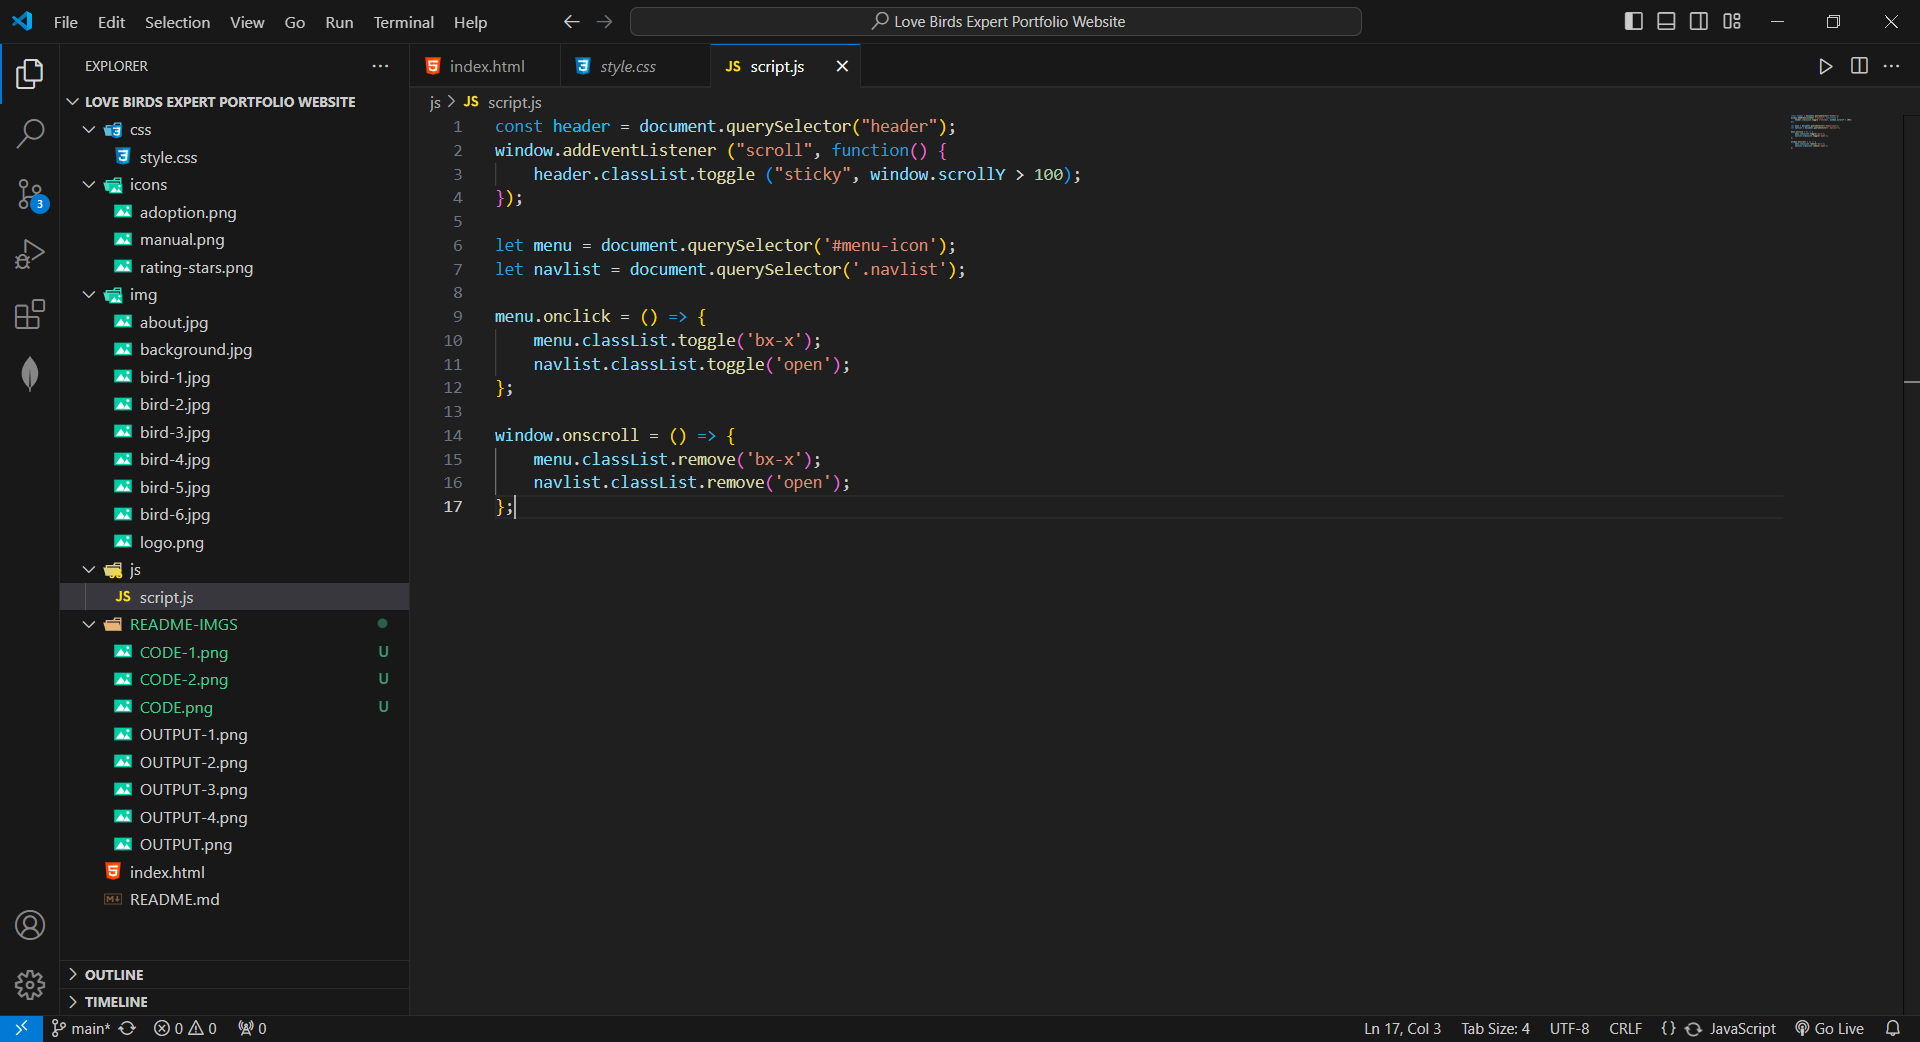 File Edit Selection View Go Run Terminal Help
Love Birds Expert Portfolio Website
EXPLORER
LOVE BIRDS EXPERT PORTFOLIO WEBSITE
css
style.css
icons
adoption.png
manual.png
rating-stars.png
img
about.jpg
background.jpg
bird-1.jpg
bird-2.jpg
bird-3.jpg
bird-4.jpg
bird-5.jpg
bird-6.jpg
logo.png
js
JS script.js
README-IMGS
CODE-1.png U
CODE-2.png U
CODE.png U
OUTPUT-1.png
OUTPUT-2.png
OUTPUT-3.png
OUTPUT-4.png
OUTPUT.png
index.html
README.md
OUTLINE
TIMELINE
3
index.html style.css JS script.js
js > JS script.js
1 const header = document.querySelector("header");
2 window.addEventListener ("scroll", function() {
3 header.classList.toggle ("sticky", window.scrollY > 100);
4 });
5
6 let menu = document.querySelector('#menu-icon');
7 let navlist = document.querySelector('.navlist');
8
9 menu.onclick = () => {
10 menu.classList.toggle('bx-x');
11 navlist.classList.toggle('open');
12 };
13
14 window.onscroll = () => {
15 menu.classList.remove('bx-x');
16 navlist.classList.remove('open');
17 };
main* 0 0 0 Ln 17, Col 3 Tab Size: 4 UTF-8 CRLF {} JavaScript Go Live